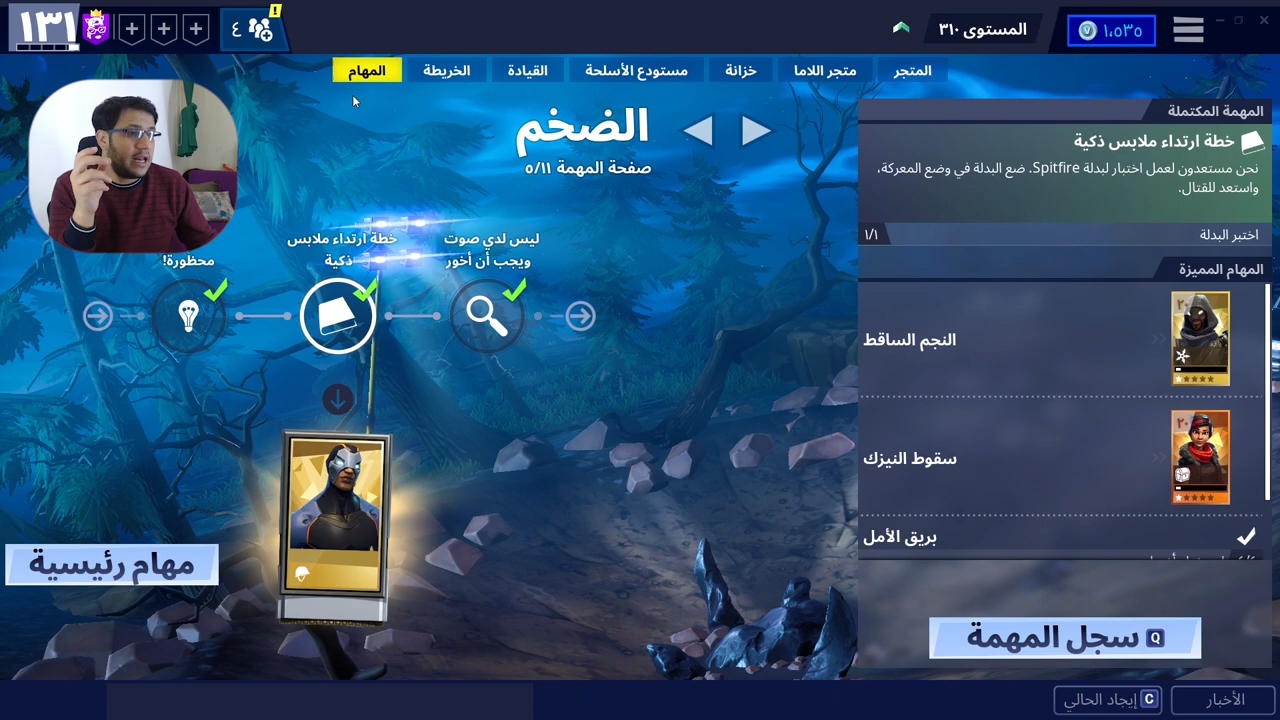 ١٣١
٤
!
المستوى ٣١٠
١،٥٣٥
المتجر
متجر اللاما
خزانة
مستودع الأسلحة
القيادة
الخريطة
المهام
الضخم
صفحة المهمة ٥/١١
ليس لدي صوت
ويجب أن أخور
خطة ارتداء ملابس
ذكية
محظورة!
المهمة المكتملة
خطة ارتداء ملابس ذكية
نحن مستعدون لعمل اختبار لبدلة Spitfire. ضع البدلة في وضع المعركة،
واستعد للقتال.
اختبر البدلة
١/١
المهام المميزة
النجم الساقط
سقوط النيزك
بريق الأمل
مهام رئيسية
سجل المهمة Q
إيجاد الحالي C
الأخبار